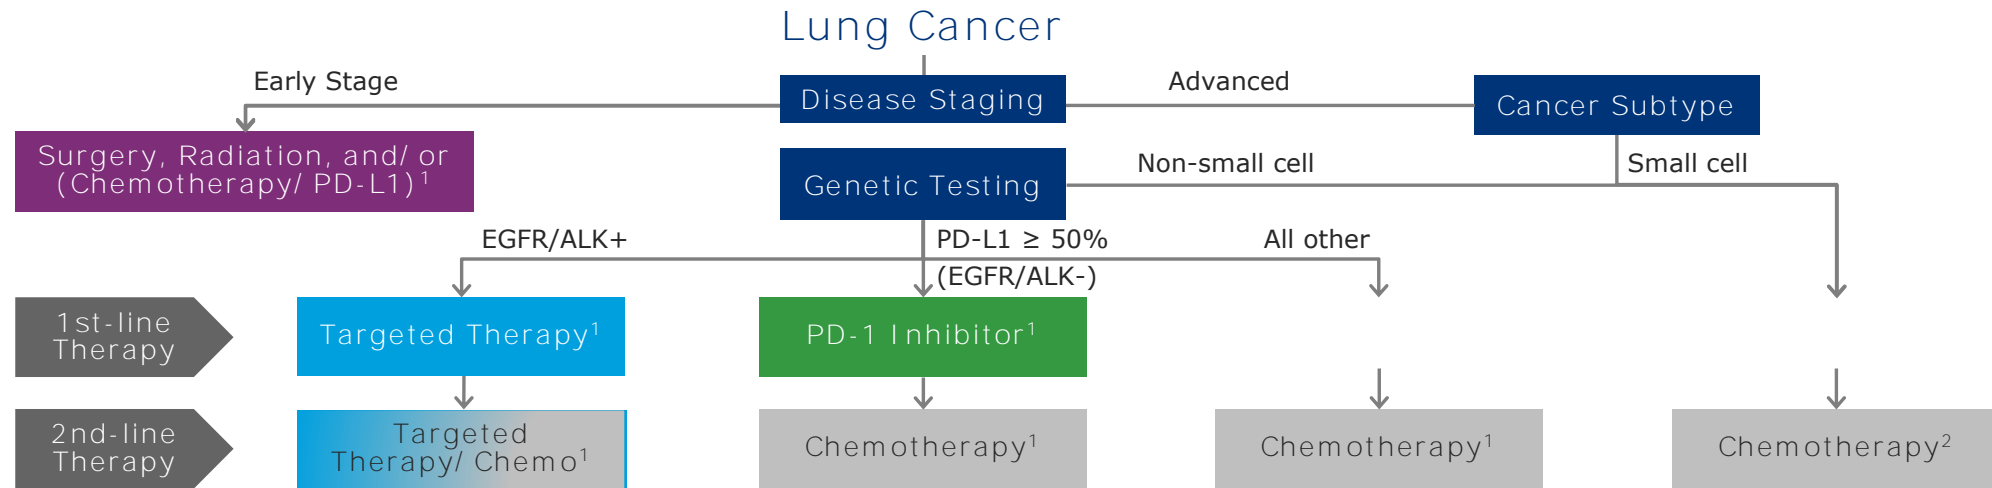 Lung Cancer
Early Stage
Disease Staging
Advanced
Cancer Subtype
Surgery, Radiation, and/ or
(Chemotherapy/ PD-L1)¹
Genetic Testing
Non-small cell
Small cell
EGFR/ALK+
PD-L1 ≥ 50%
(EGFR/ALK-)
All other
1st-line
Therapy
Targeted Therapy¹
PD-1 Inhibitor¹
2nd-line
Therapy
Targeted
Therapy/ Chemo¹
Chemotherapy¹
Chemotherapy¹
Chemotherapy²